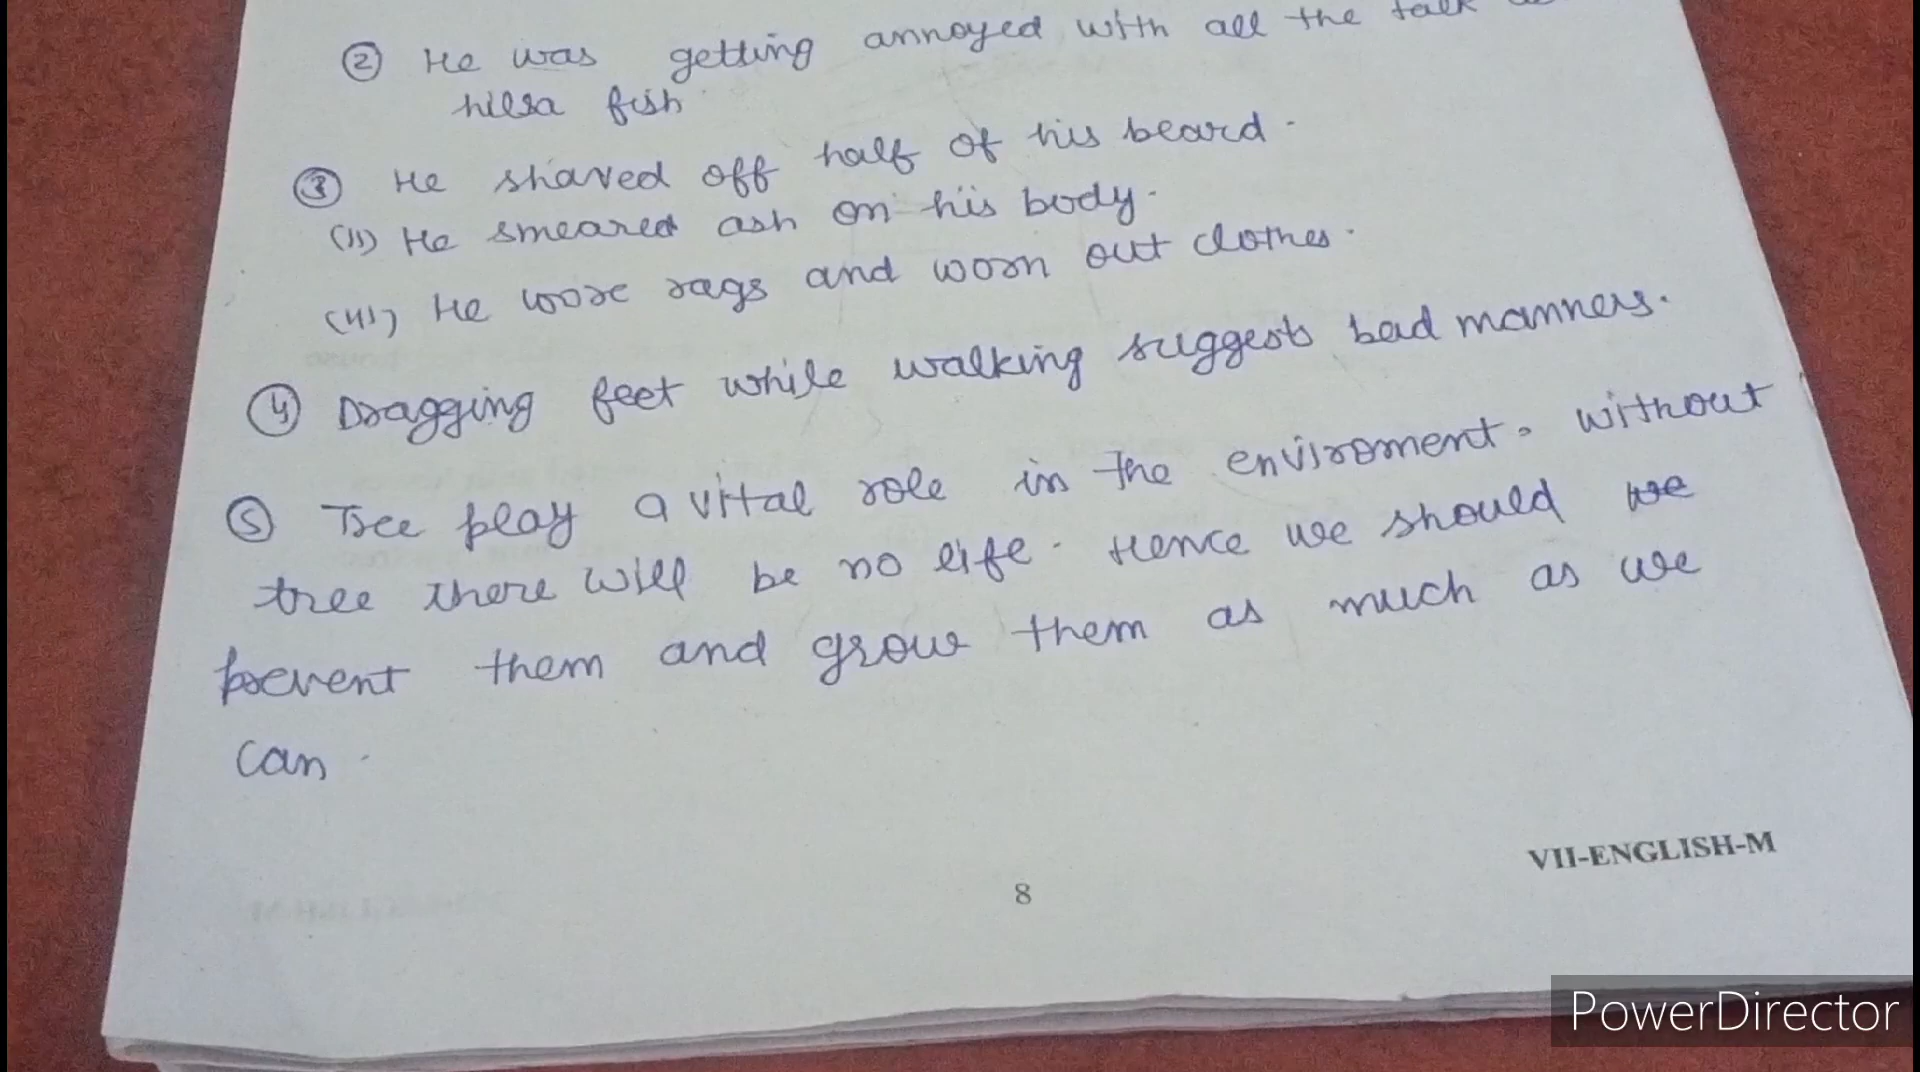 ② He was getting annoyed with all the talk
hilsa fish
③ He shaved off half of his beard.
(ii) He smeared ash on his body.
(iii) He wore rags and worn out clothes.
④ Dragging feet while walking suggests bad manners.
⑤ Tree play a vital role in the enviroment. without
tree there will be no life. Hence we should we
prevent them and grow them as much as we
can.
VII-ENGLISH-M
8
PowerDirector